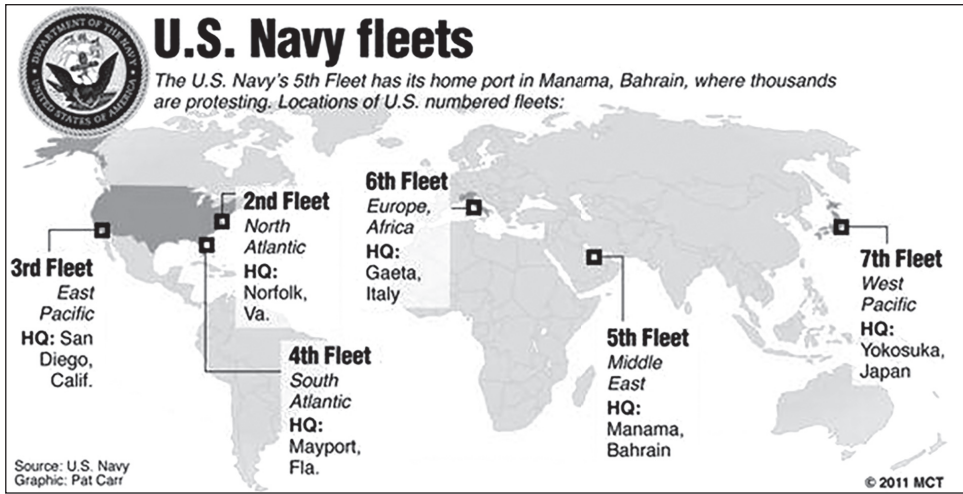 DEPARTMENT OF THE NAVY
UNITED STATES OF AMERICA
U.S. Navy fleets
The U.S. Navy's 5th Fleet has its home port in Manama, Bahrain, where thousands
are protesting. Locations of U.S. numbered fleets:
3rd Fleet
East
Pacific
HQ: San
Diego,
Calif.
2nd Fleet
North
Atlantic
HQ:
Norfolk,
Va.
4th Fleet
South
Atlantic
HQ:
Mayport,
Fla.
6th Fleet
Europe,
Africa
HQ:
Gaeta,
Italy
5th Fleet
Middle
East
HQ:
Manama,
Bahrain
7th Fleet
West
Pacific
HQ:
Yokosuka,
Japan
Source: U.S. Navy
Graphic: Pat Carr
© 2011 MCT